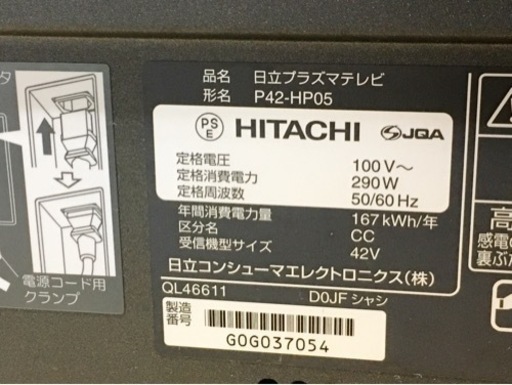 タ
電源コード用
クランプ
品名 日立プラズマテレビ
形名 P42-HP05
PS
E
HITACHI
JQA
定格電圧 100V～
定格消費電力 290W
定格周波数 50/60Hz
年間消費電力量 167kWh/年
区分名 CC
受信機型サイズ 42V
日立コンシューマエレクトロニクス(株)
QL46611 D0JFシャシ
製造
番号
G0G037054
高
感電の
裏ぶた